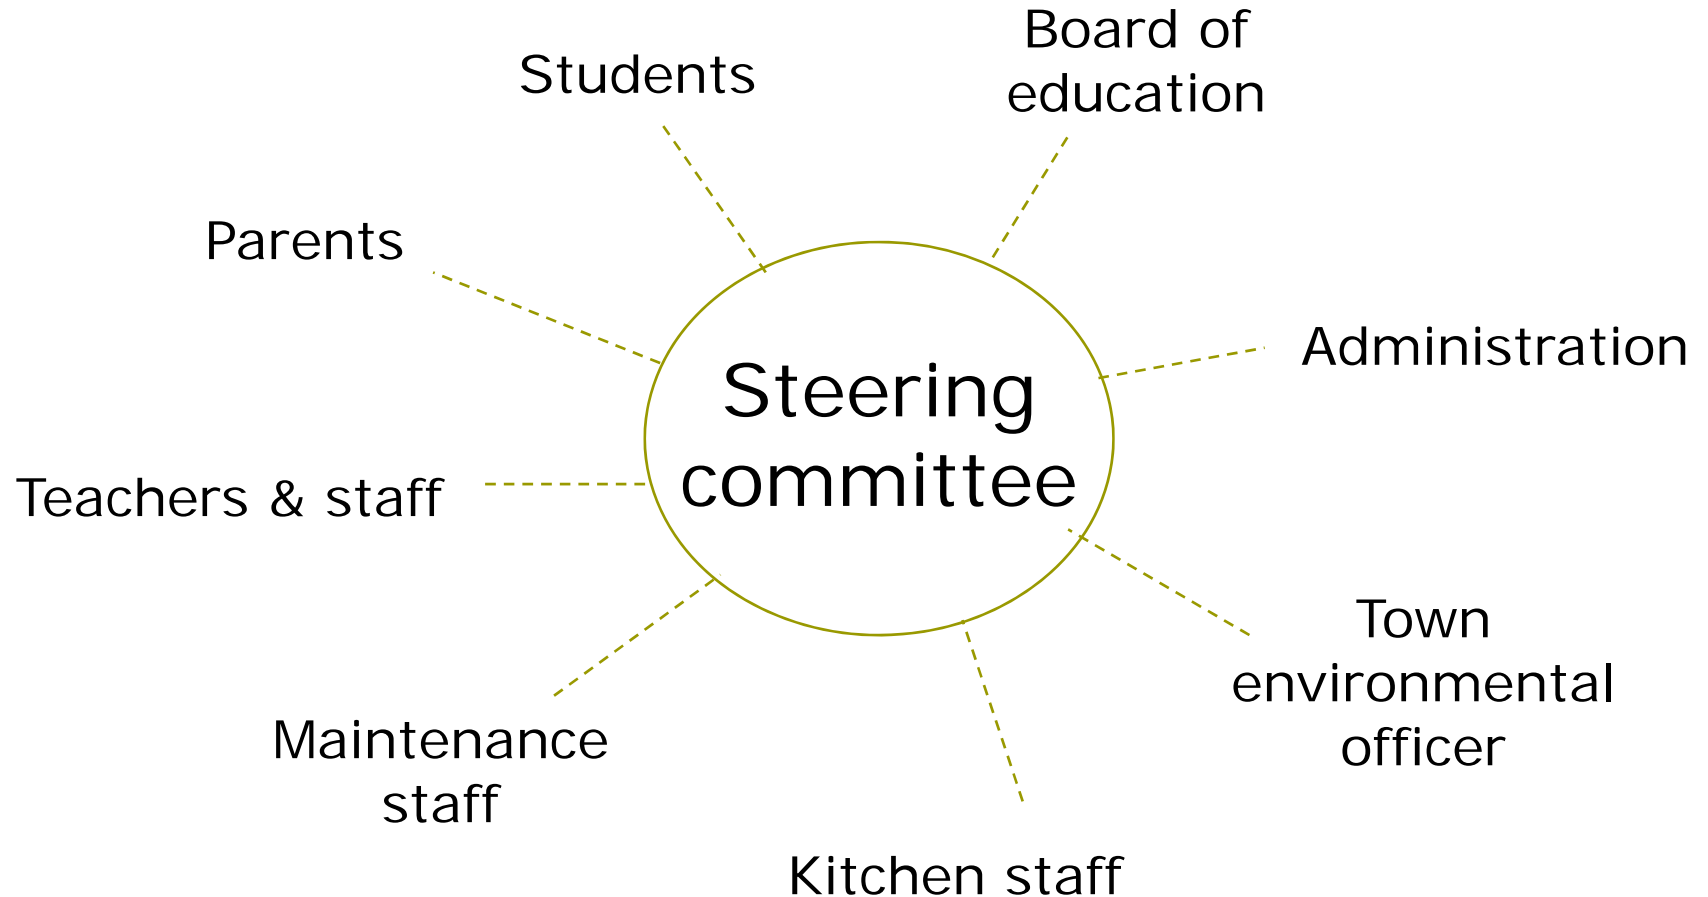 Board of
education
Students
Parents
Administration
Steering
committee
Teachers & staff
Town
environmental
officer
Maintenance
staff
Kitchen staff